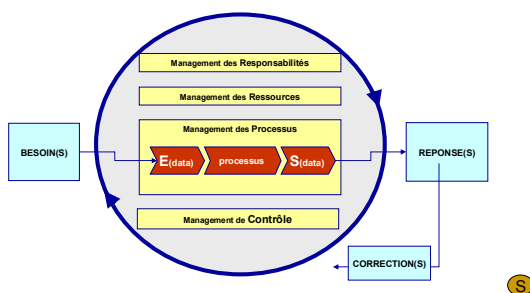 Management des Responsabilités
Management des Ressources
Management des Processus
BESOIN(S)
E(data)
processus
S(data)
REPONSE(S)
Management de Contrôle
CORRECTION(S)
S